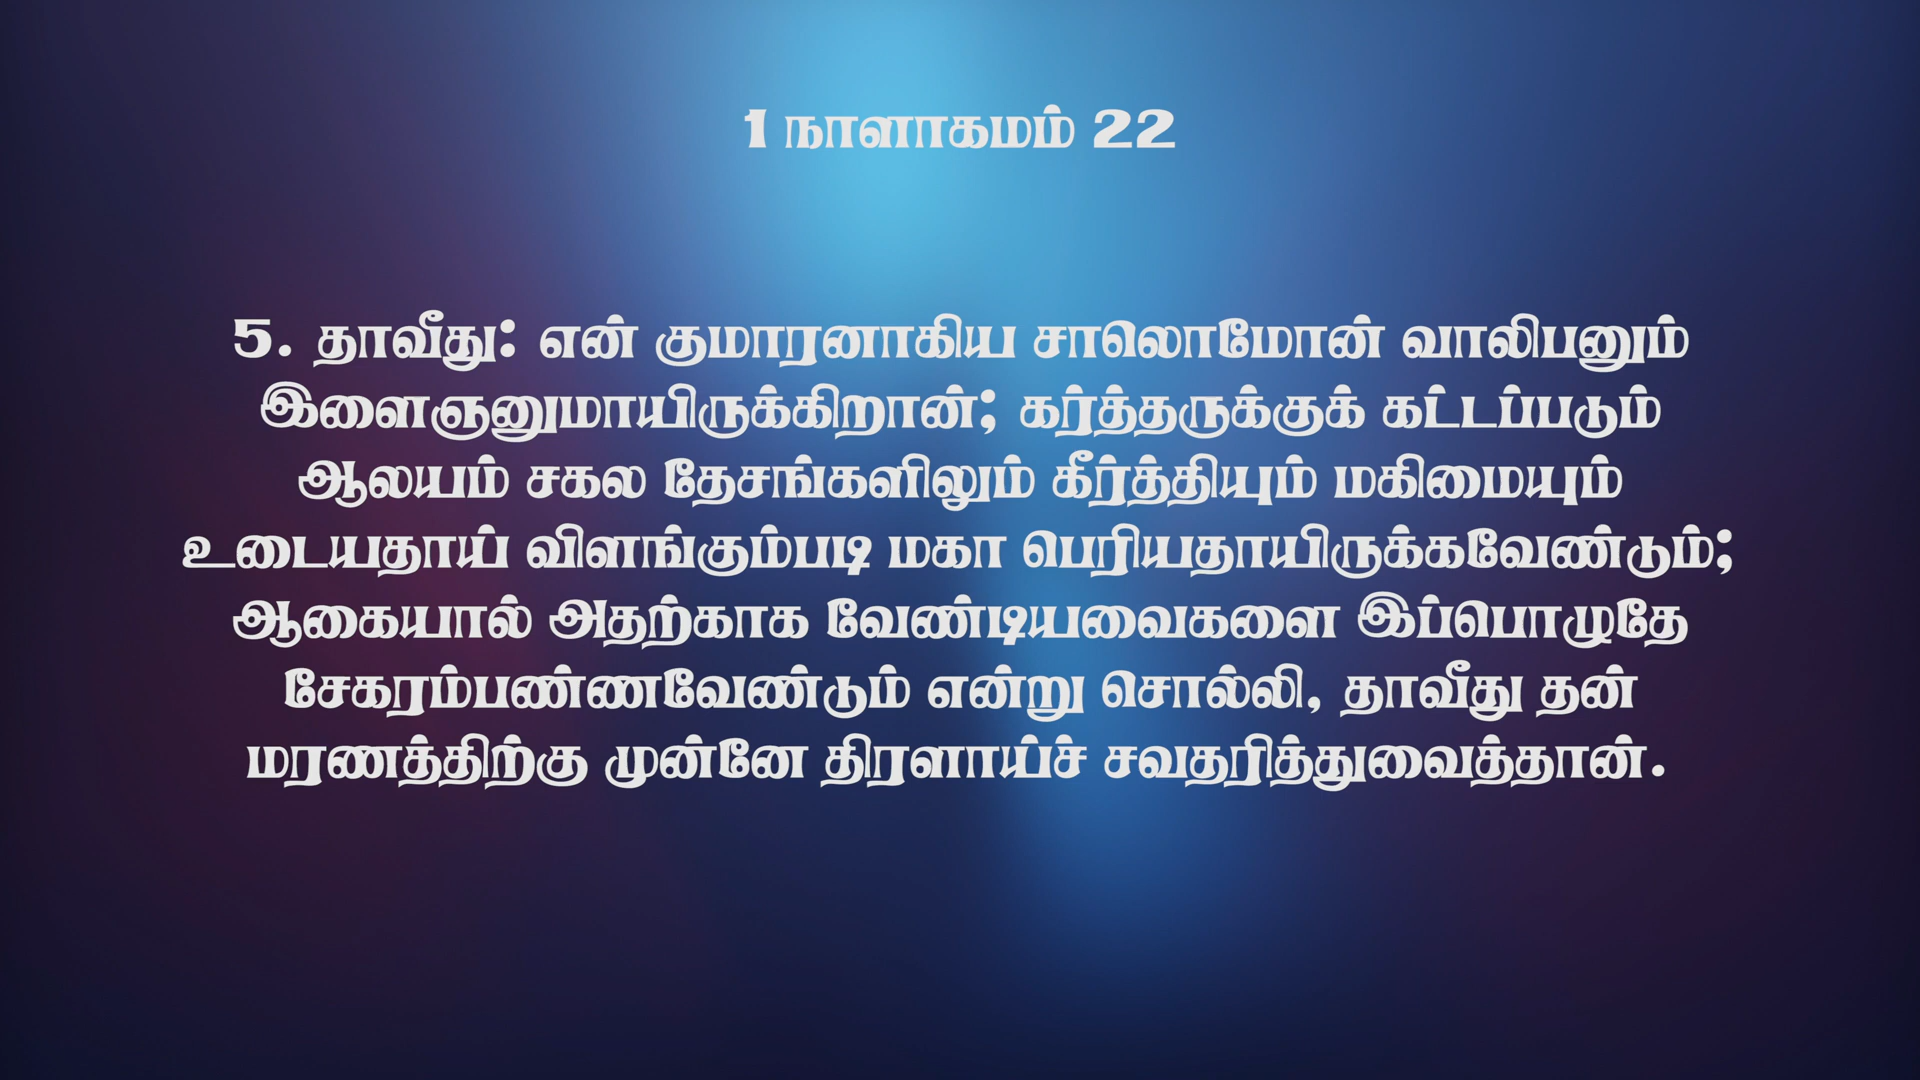 1 நாளாகமம் 22
5. தாவீது: என் குமாரனாகிய சாலொமோன் வாலிபனும்
இளைஞனுமாயிருக்கிறான்; கர்த்தருக்குக் கட்டப்படும்
ஆலயம் சகல தேசங்களிலும் கீர்த்தியும் மகிமையும்
உடையதாய் விளங்கும்படி மகா பெரியதாயிருக்கவேண்டும்;
ஆகையால் அதற்காக வேண்டியவைகளை இப்பொழுதே
சேகரம்பண்ணவேண்டும் என்று சொல்லி, தாவீது தன்
மரணத்திற்கு முன்னே திரளாய்ச் சவதரித்துவைத்தான்.